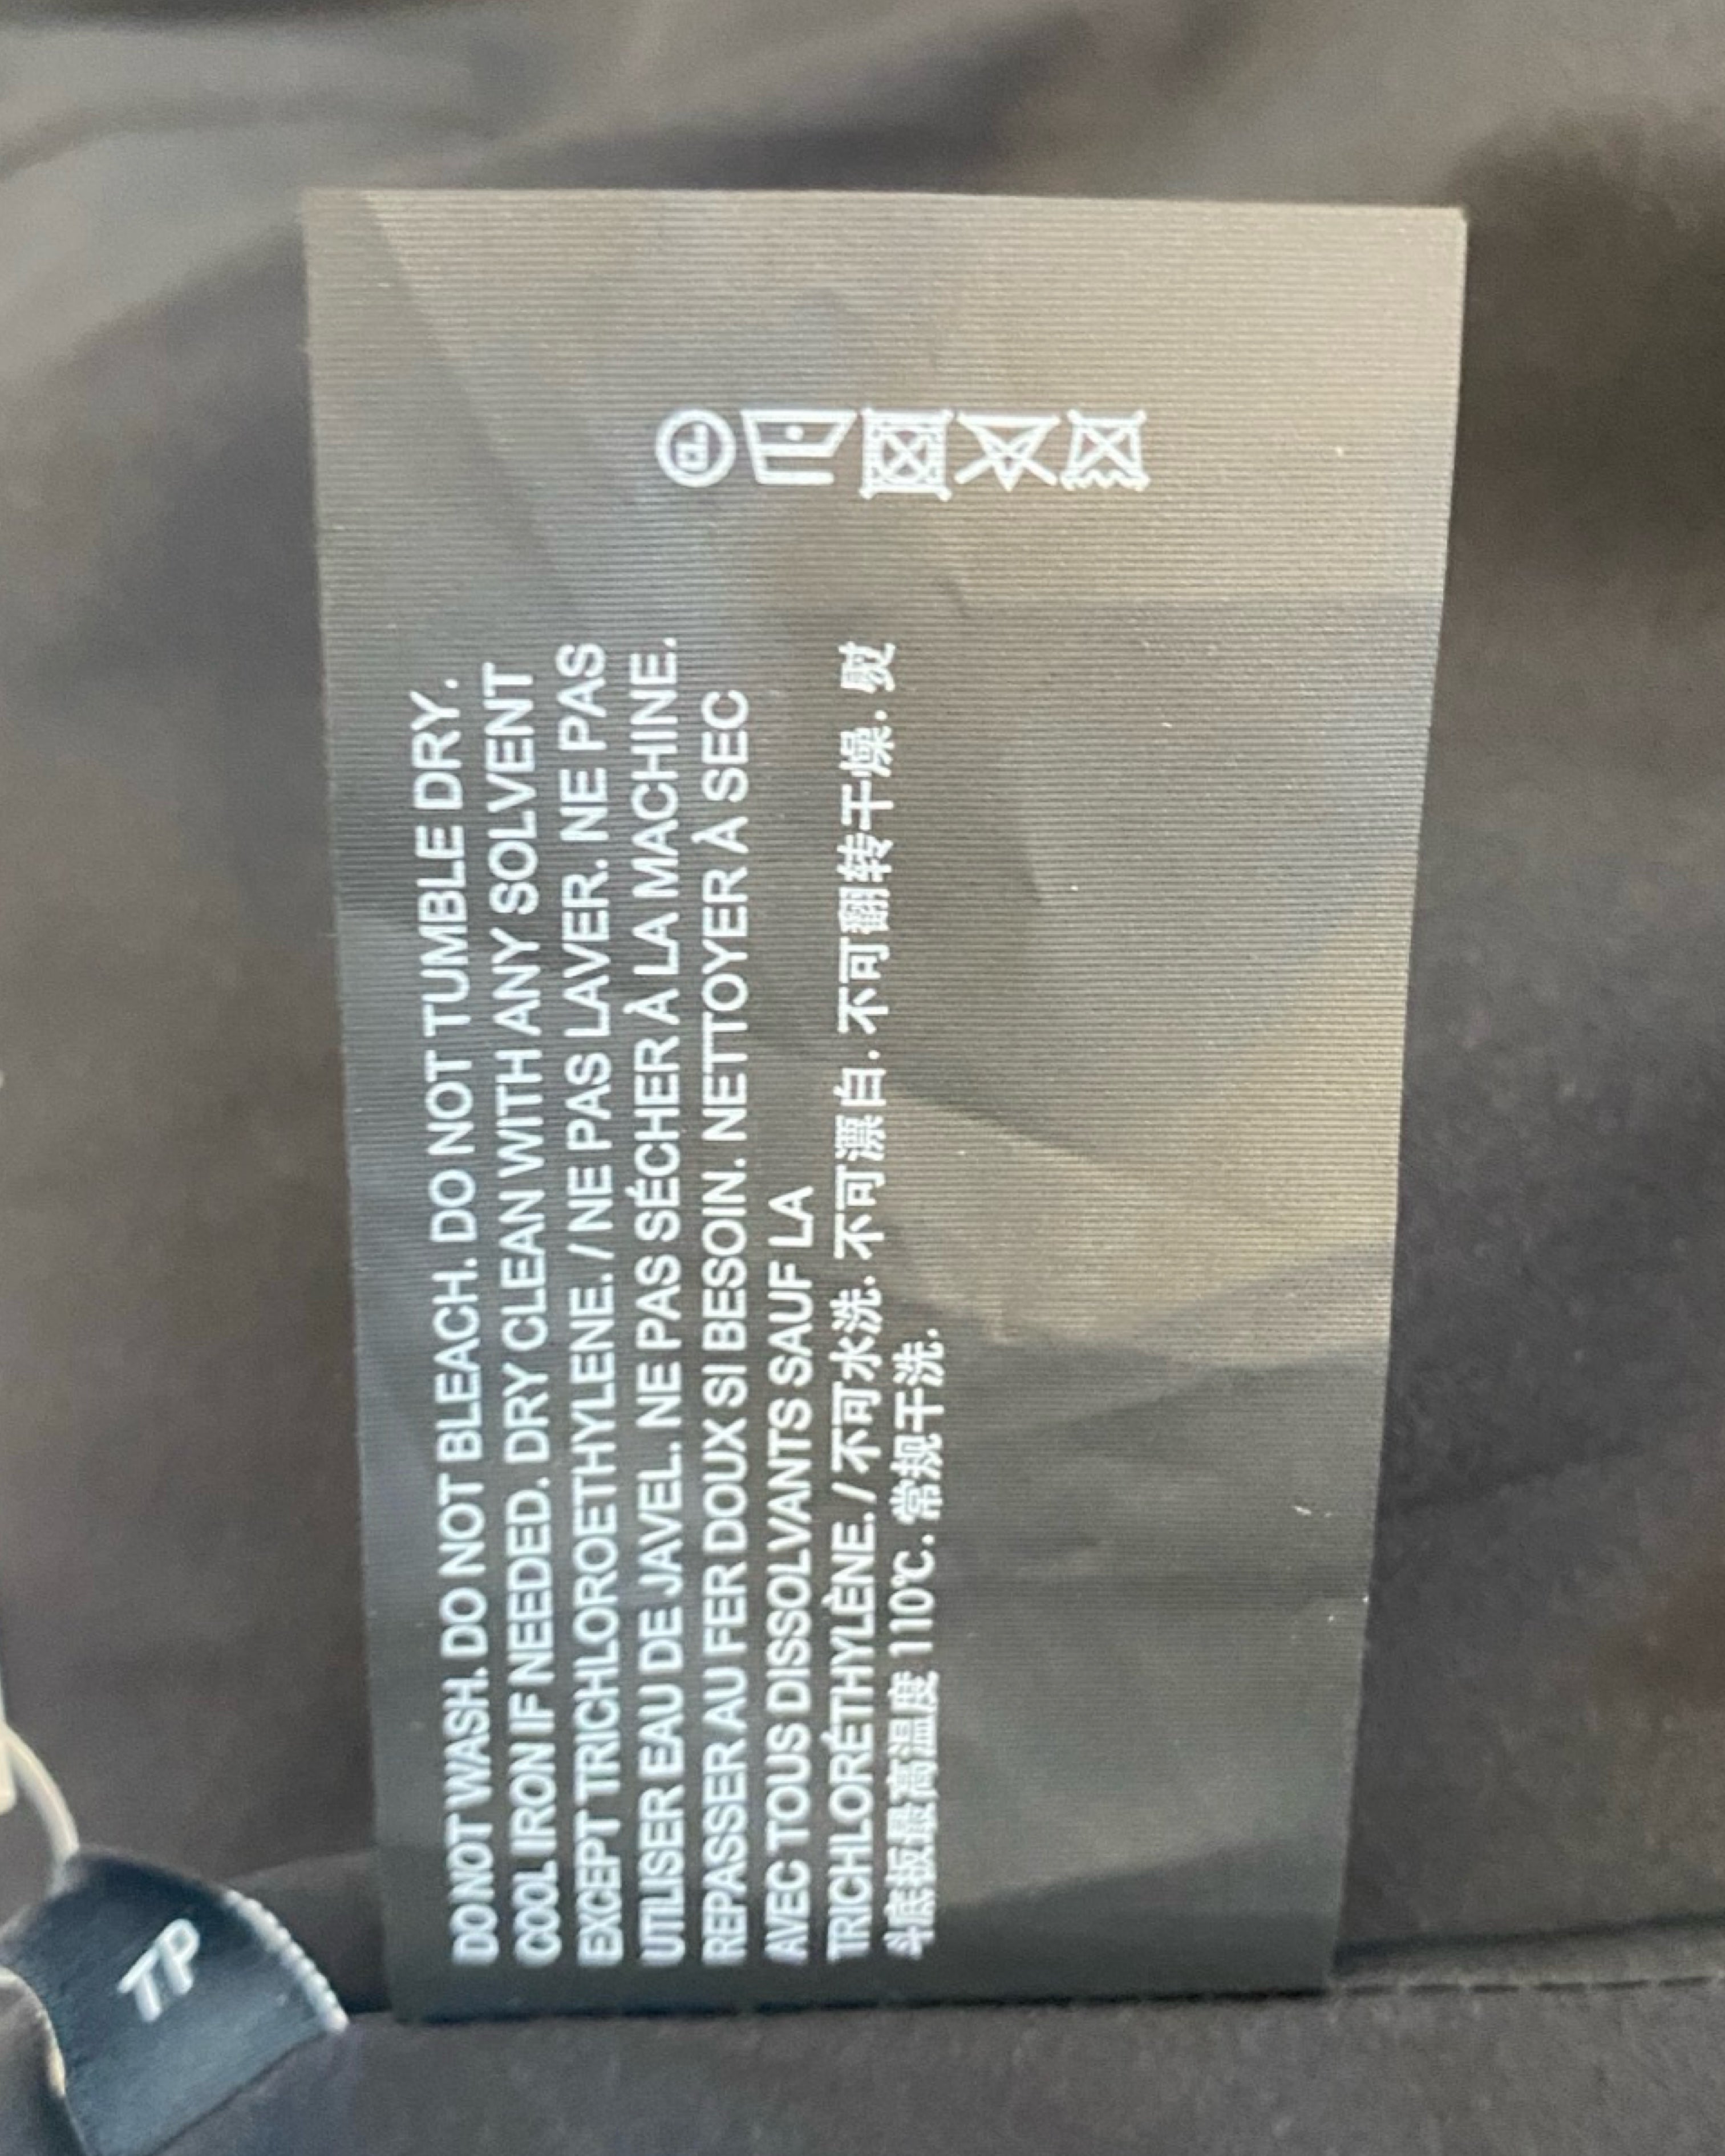 DO NOT WASH. DO NOT BLEACH. DO NOT TUMBLE DRY.
COOL IRON IF NEEDED. DRY CLEAN WITH ANY SOLVENT
EXCEPT TRICHLOROETHYLENE. / NE PAS LAVER. NE PAS
UTILISER EAU DE JAVEL. NE PAS SÉCHER À LA MACHINE.
REPASSER AU FER DOUX SI BESOIN. NETTOYER À SEC
AVEC TOUS DISSOLVANTS SAUF LA
TRICHLORÉTHYLÈNE. / 不可水洗. 不可漂白. 不可翻转干燥. 熨
斗底板最高温度 110℃. 常规干洗.
P
TP